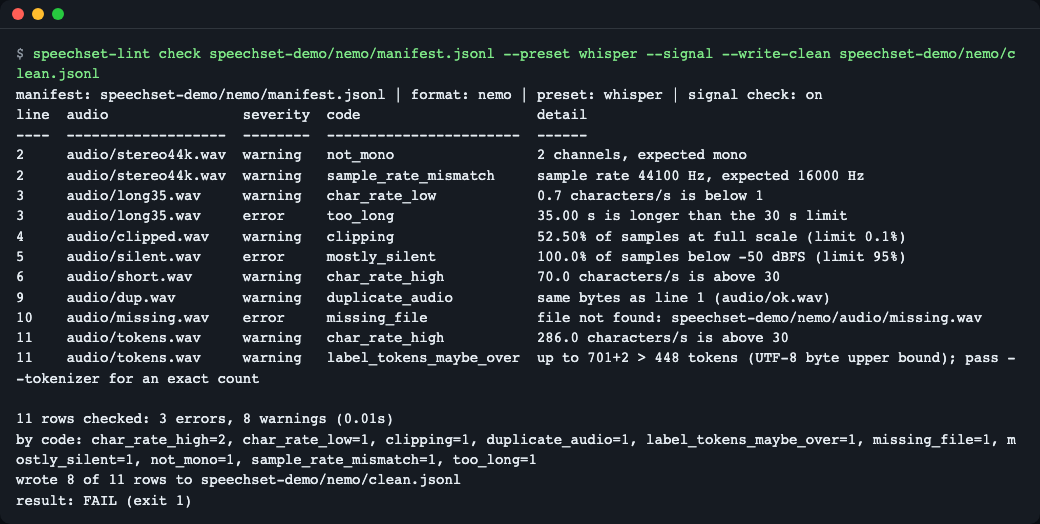 $ speechset-lint check speechset-demo/nemo/manifest.jsonl --preset whisper --signal --write-clean speechset-demo/nemo/c
lean.jsonl
manifest: speechset-demo/nemo/manifest.jsonl | format: nemo | preset: whisper | signal check: on
line  audio               severity  code                     detail
----  -------------------  --------  -----------------------  ------
2     audio/stereo44k.wav  warning   not_mono                 2 channels, expected mono
2     audio/stereo44k.wav  warning   sample_rate_mismatch     sample rate 44100 Hz, expected 16000 Hz
3     audio/long35.wav     warning   char_rate_low            0.7 characters/s is below 1
3     audio/long35.wav     error     too_long                 35.00 s is longer than the 30 s limit
4     audio/clipped.wav    warning   clipping                 52.50% of samples at full scale (limit 0.1%)
5     audio/silent.wav     error     mostly_silent            100.0% of samples below -50 dBFS (limit 95%)
6     audio/short.wav      warning   char_rate_high           70.0 characters/s is above 30
9     audio/dup.wav        warning   duplicate_audio          same bytes as line 1 (audio/ok.wav)
10    audio/missing.wav    error     missing_file             file not found: speechset-demo/nemo/audio/missing.wav
11    audio/tokens.wav     warning   char_rate_high           286.0 characters/s is above 30
11    audio/tokens.wav     warning   label_tokens_maybe_over  up to 701+2 > 448 tokens (UTF-8 byte upper bound); pass -
-tokenizer for an exact count
11 rows checked: 3 errors, 8 warnings (0.01s)
by code: char_rate_high=2, char_rate_low=1, clipping=1, duplicate_audio=1, label_tokens_maybe_over=1, missing_file=1, m
ostly_silent=1, not_mono=1, sample_rate_mismatch=1, too_long=1
wrote 8 of 11 rows to speechset-demo/nemo/clean.jsonl
result: FAIL (exit 1)